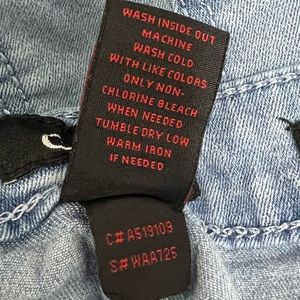 WASH INSIDE OUT
MACHINE
WASH COLD
WITH LIKE COLORS
ONLY NON-
CHLORINE BLEACH
WHEN NEEDED
TUMBLE DRY LOW
WARM IRON
IF NEEDED
C# A519109
S# WAA725